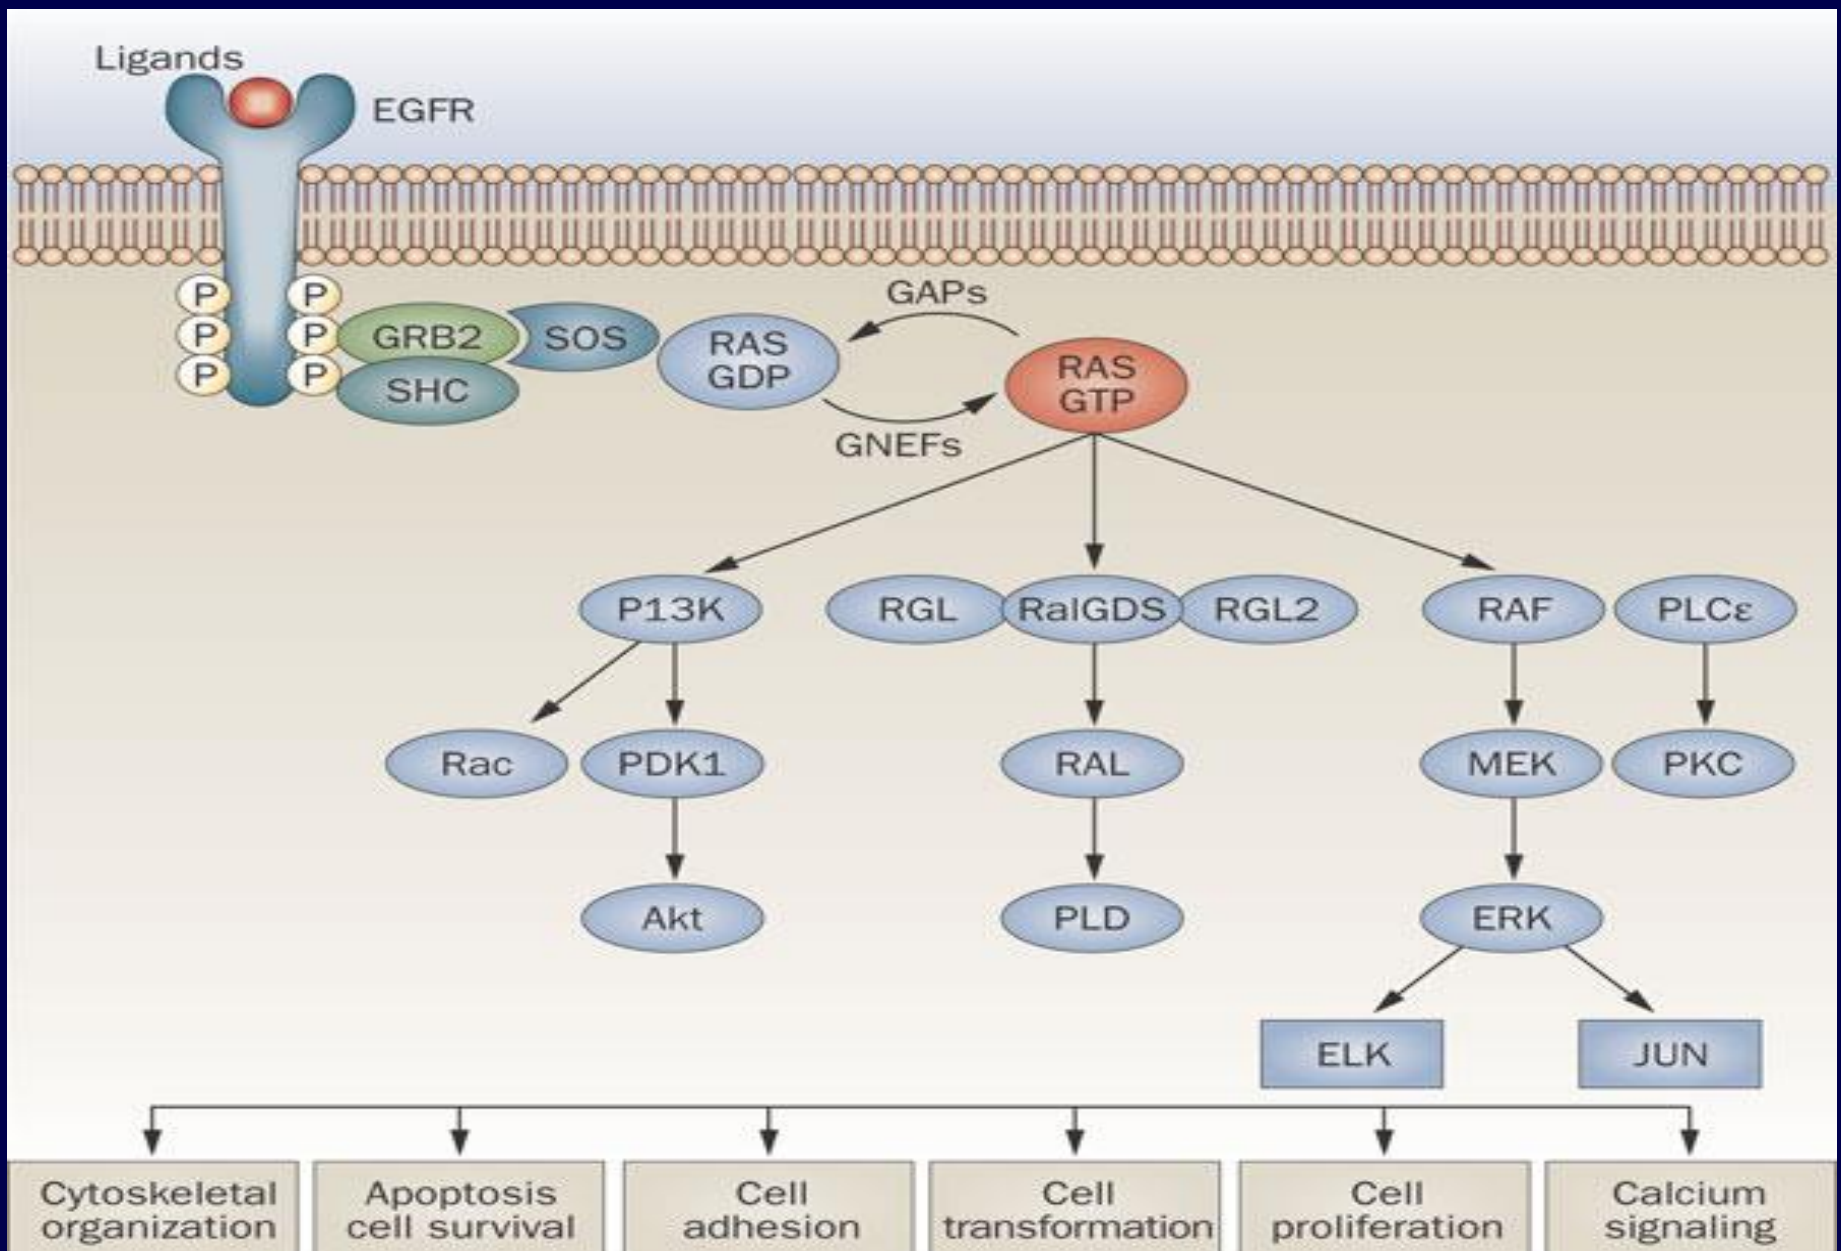 Ligands
EGFR
P
P
P
P
P
P
GRB2
SOS
SHC
RAS
GDP
GAPs
GNEFs
RAS
GTP
P13K
RGL
RalGDS
RGL2
RAF
PLCε
Rac
PDK1
RAL
MEK
PKC
Akt
PLD
ERK
ELK
JUN
Cytoskeletal
organization
Apoptosis
cell survival
Cell
adhesion
Cell
transformation
Cell
proliferation
Calcium
signaling